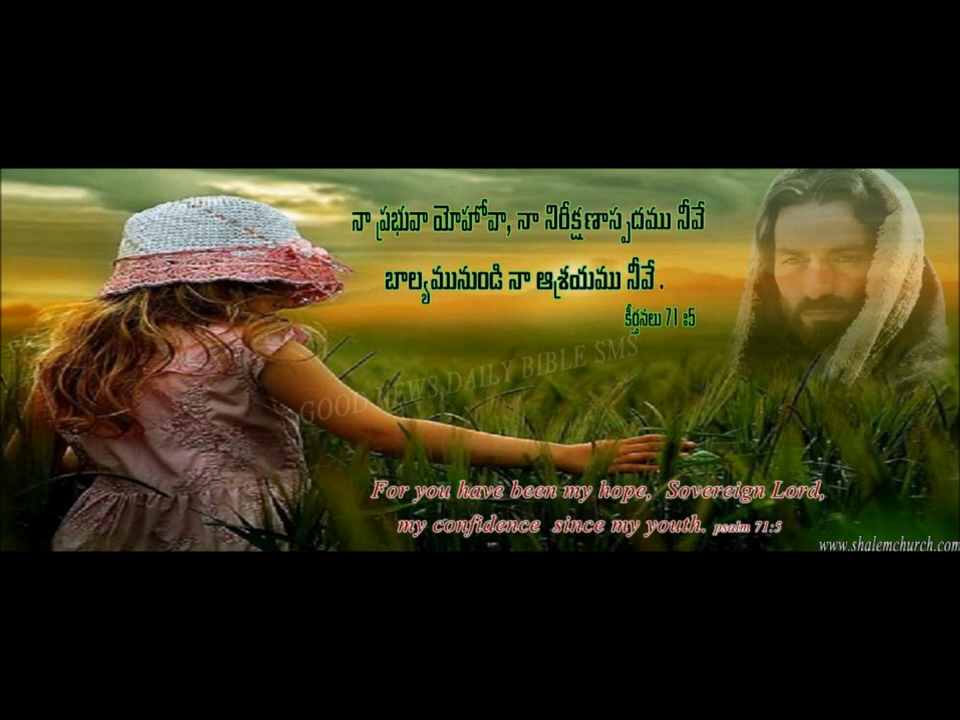 నా ప్రభువా యోహోవా, నా నిరీక్షణాస్పదము నీవే
బాల్యమునుండి నా ఆశ్రయము నీవే .
కీర్తనలు 71 :5
GOOD NEWS DAILY BIBLE SMS
For you have been my hope, Sovereign Lord,
my confidence since my youth. psalm 71:5
www.shalemchurch.com